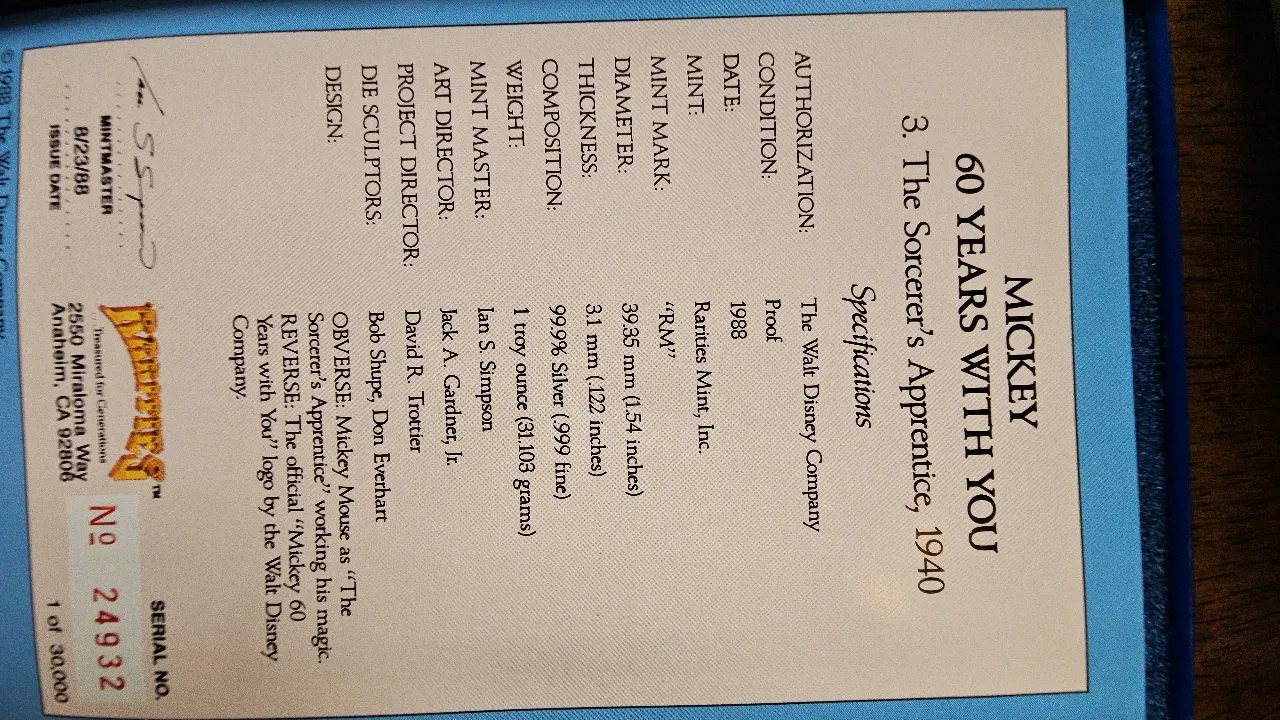 MICKEY
60 YEARS WITH YOU
3. The Sorcerer's Apprentice, 1940
Specifications
AUTHORIZATION: The Walt Disney Company
CONDITION: Proof
DATE: 1988
MINT: Rarities Mint, Inc.
MINT MARK: "RM"
DIAMETER: 39.35 mm (1.54 inches)
THICKNESS: 3.1 mm (.122 inches)
COMPOSITION: 99.9% Silver (.999 fine)
WEIGHT: 1 troy ounce (31.103 grams)
MINT MASTER: Ian S. Simpson
ART DIRECTOR: Jack A. Gardner, Jr.
PROJECT DIRECTOR: David R. Trottier
DIE SCULPTORS: Bob Shupe, Don Everhart
DESIGN: OBVERSE: Mickey Mouse as "The
Sorcerer's Apprentice" working his magic.
REVERSE: The official "Mickey 60
Years with You" logo by the Walt Disney
Company.
MINTMASTER
8/23/88
ISSUE DATE
RARITIES™
Treasured for Generations
2550 Miraloma Way
Anaheim, CA 92806
SERIAL NO.
No 24932
1 of 30,000
© 1988 The Walt Disney Company